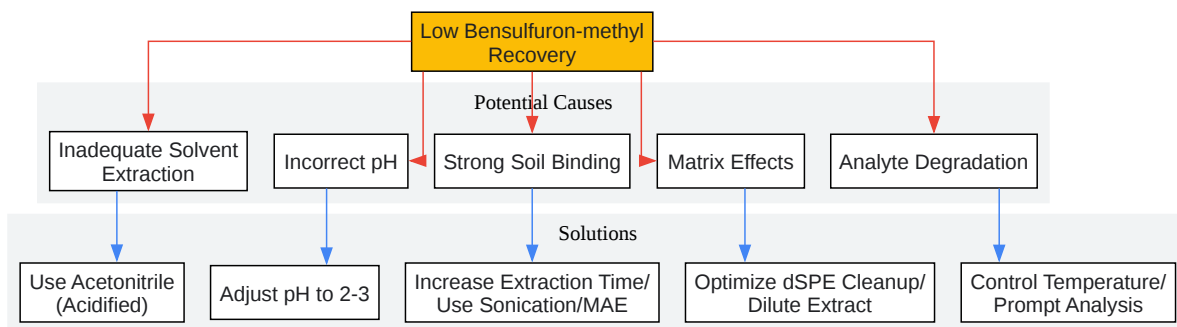 Low Bensulfuron-methyl
Recovery
Potential Causes
Inadequate Solvent
Extraction
Incorrect pH
Strong Soil Binding
Matrix Effects
Analyte Degradation
Solutions
Use Acetonitrile
(Acidified)
Adjust pH to 2-3
Increase Extraction Time/
Use Sonication/MAE
Optimize dSPE Cleanup/
Dilute Extract
Control Temperature/
Prompt Analysis